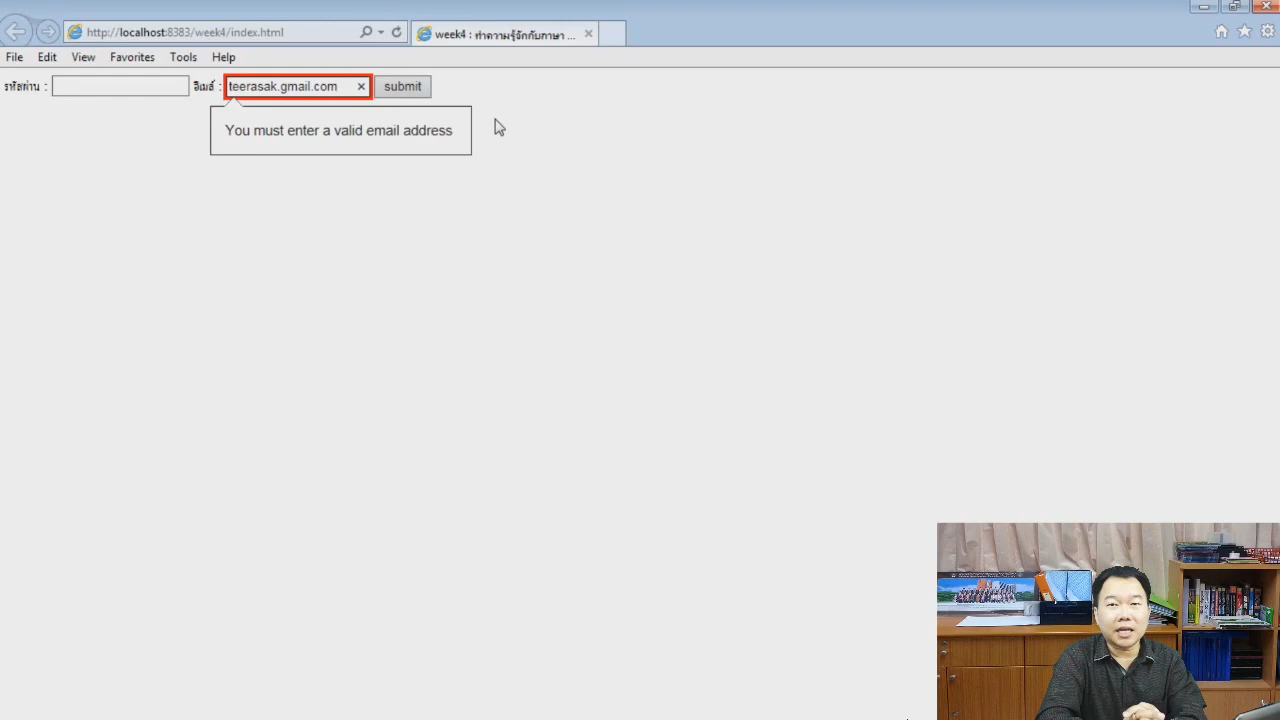 http://localhost:8383/week4/index.html
week4 : ทำความรู้จักกับภาษา ...
File Edit View Favorites Tools Help
รหัสผ่าน : อีเมล์ : teerasak.gmail.com submit
You must enter a valid email address